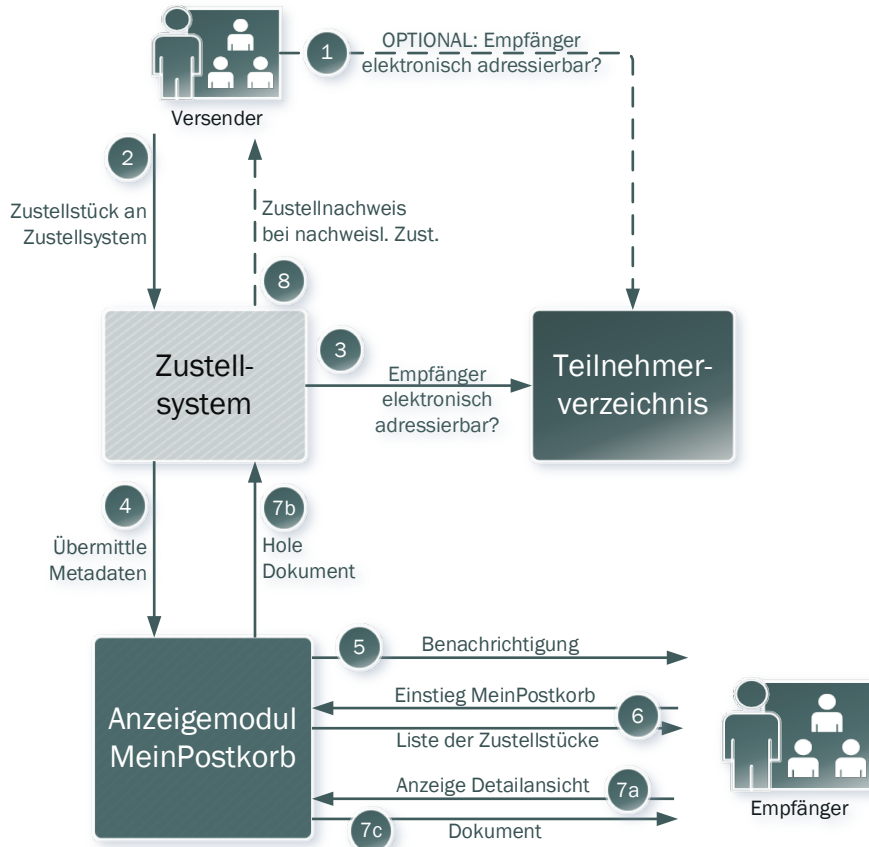 1
OPTIONAL: Empfänger
elektronisch adressierbar?
Versender
2
Zustellstück an
Zustellsystem
Zustellnachweis
bei nachweisl. Zust.
8
Zustell-
system
3
Empfänger
elektronisch
adressierbar?
Teilnehmer-
verzeichnis
4
Übermittle
Metadaten
7b
Hole
Dokument
Anzeigemodul
MeinPostkorb
5
Benachrichtigung
Einstieg MeinPostkorb
6
Liste der Zustellstücke
Anzeige Detailansicht
7a
7c
Dokument
Empfänger